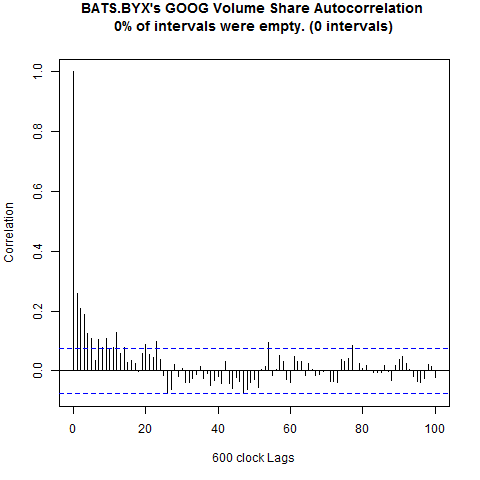 BATS.BYX's GOOG Volume Share Autocorrelation
0% of intervals were empty. (0 intervals)
Correlation
1.0
0.8
0.6
0.4
0.2
0.0
0 20 40 60 80 100
600 clock Lags